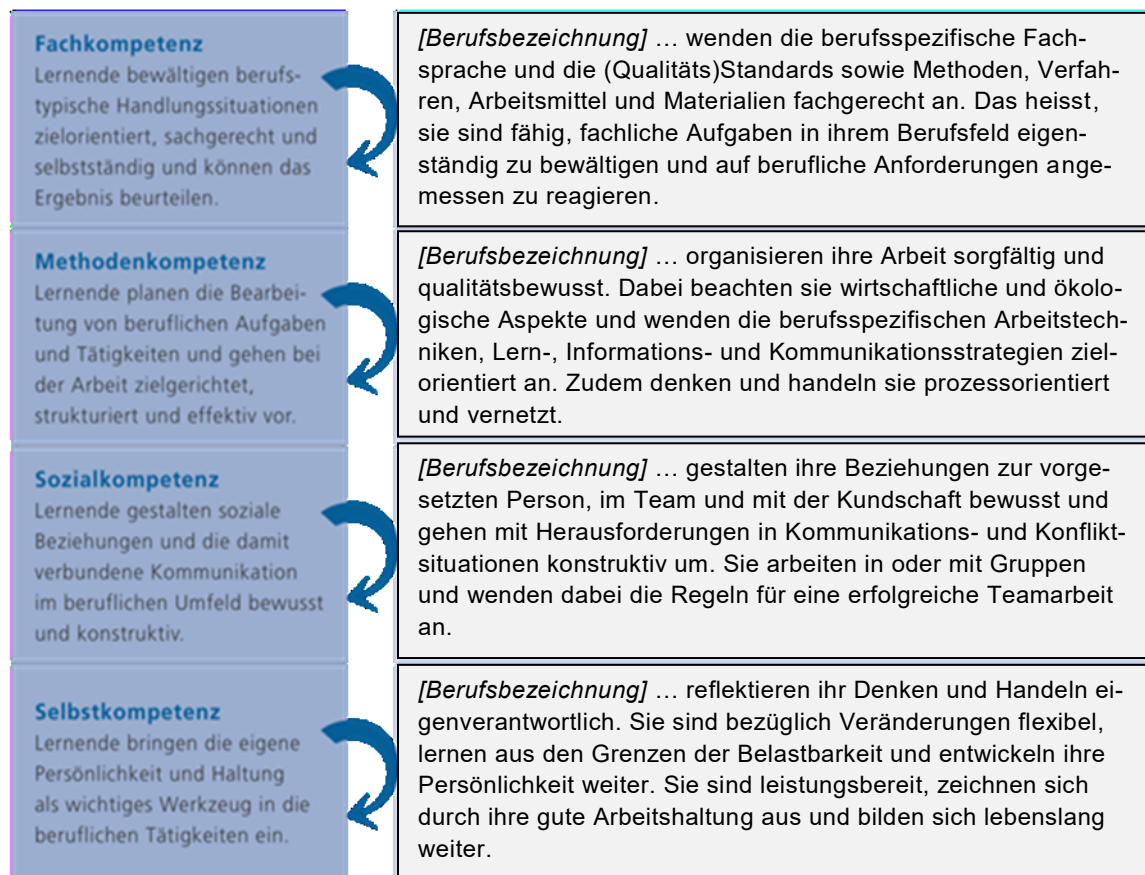 Fachkompetenz
Lernende bewältigen berufs-
typische Handlungssituationen
zielorientiert, sachgerecht und
selbstständig und können das
Ergebnis beurteilen.
[Berufsbezeichnung] … wenden die berufsspezifische Fach-
sprache und die (Qualitäts)Standards sowie Methoden, Verfah-
ren, Arbeitsmittel und Materialien fachgerecht an. Das heisst,
sie sind fähig, fachliche Aufgaben in ihrem Berufsfeld eigen-
ständig zu bewältigen und auf berufliche Anforderungen ange-
messen zu reagieren.
Methodenkompetenz
Lernende planen die Bearbei-
tung von beruflichen Aufgaben
und Tätigkeiten und gehen bei
der Arbeit zielgerichtet,
strukturiert und effektiv vor.
[Berufsbezeichnung] … organisieren ihre Arbeit sorgfältig und
qualitätsbewusst. Dabei beachten sie wirtschaftliche und ökolo-
gische Aspekte und wenden die berufsspezifischen Arbeitstech-
niken, Lern-, Informations- und Kommunikationsstrategien ziel-
orientiert an. Zudem denken und handeln sie prozessorientiert
und vernetzt.
Sozialkompetenz
Lernende gestalten soziale
Beziehungen und die damit
verbundene Kommunikation
im beruflichen Umfeld bewusst
und konstruktiv.
[Berufsbezeichnung] … gestalten ihre Beziehungen zur vorge-
setzten Person, im Team und mit der Kundschaft bewusst und
gehen mit Herausforderungen in Kommunikations- und Konflikt-
situationen konstruktiv um. Sie arbeiten in oder mit Gruppen
und wenden dabei die Regeln für eine erfolgreiche Teamarbeit
an.
Selbstkompetenz
Lernende bringen die eigene
Persönlichkeit und Haltung
als wichtiges Werkzeug in die
beruflichen Tätigkeiten ein.
[Berufsbezeichnung] … reflektieren ihr Denken und Handeln ei-
genverantwortlich. Sie sind bezüglich Veränderungen flexibel,
lernen aus den Grenzen der Belastbarkeit und entwickeln ihre
Persönlichkeit weiter. Sie sind leistungsbereit, zeichnen sich
durch ihre gute Arbeitshaltung aus und bilden sich lebenslang
weiter.